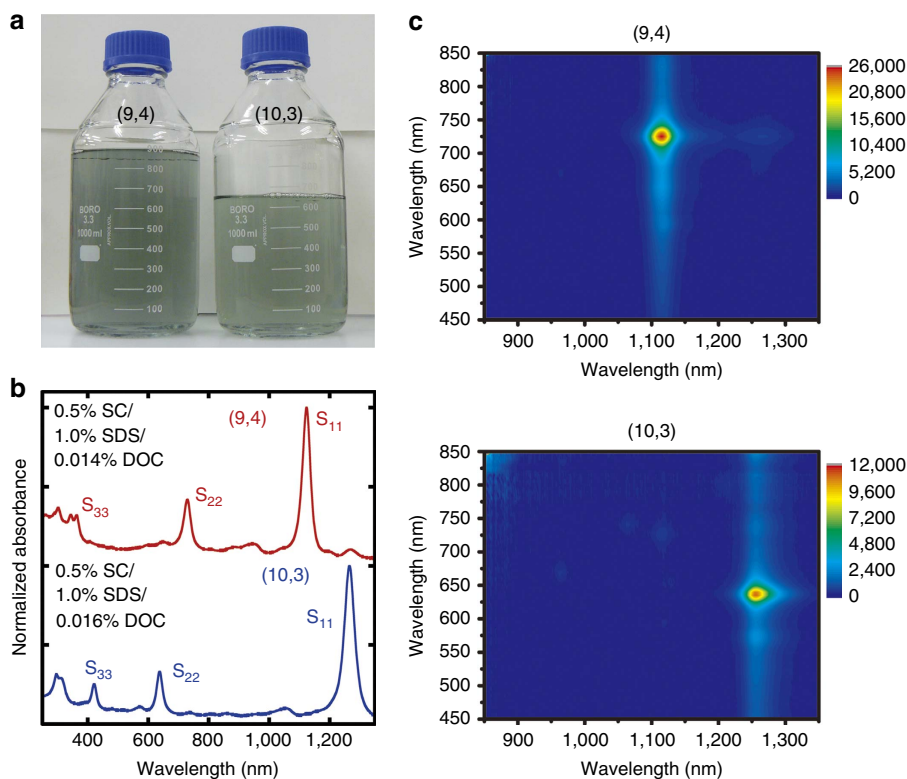 a
(9,4)
(10,3)
900
800
700
600
500
400
300
200
100
BORO
3.3
1000 ml
APPROX VOL.
600
500
400
300
200
100
BORO
3.3
1000 ml
b
0.5% SC/
1.0% SDS/
0.014% DOC
(9,4)
S11
S22
S33
0.5% SC/
1.0% SDS/
0.016% DOC
(10,3)
S11
S22
S33
Normalized absorbance
400 600 800 1,000 1,200
Wavelength (nm)
c
(9,4)
850
800
750
700
650
600
550
500
450
Wavelength (nm)
900 1,000 1,100 1,200 1,300
Wavelength (nm)
26,000
20,800
15,600
10,400
5,200
0
(10,3)
850
800
750
700
650
600
550
500
450
Wavelength (nm)
900 1,000 1,100 1,200 1,300
Wavelength (nm)
12,000
9,600
7,200
4,800
2,400
0